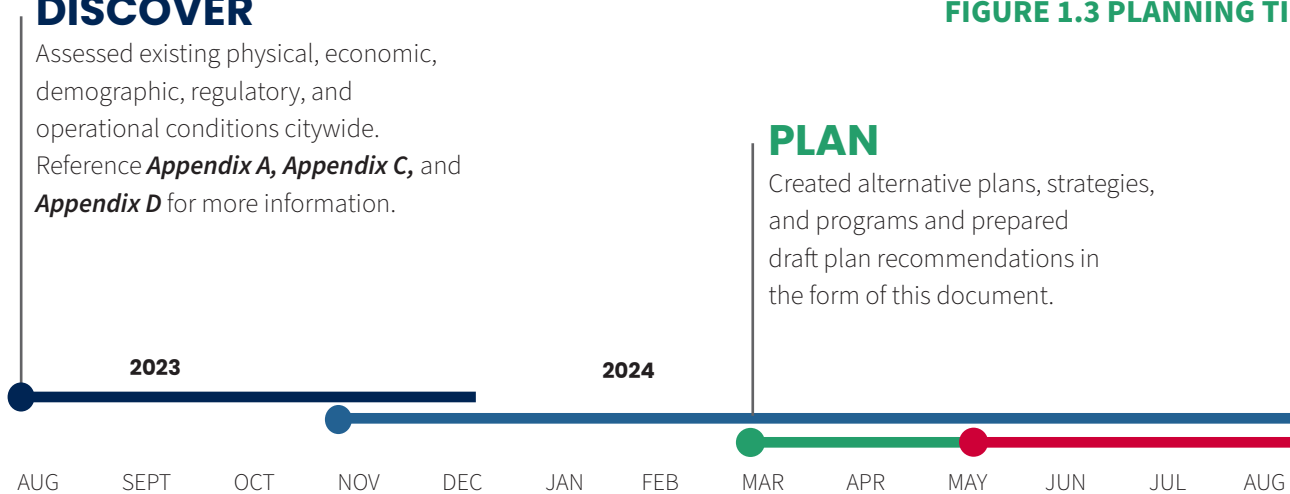 DISCOVER
Assessed existing physical, economic,
demographic, regulatory, and
operational conditions citywide.
Reference Appendix A, Appendix C, and
Appendix D for more information.
FIGURE 1.3 PLANNING TI
PLAN
Created alternative plans, strategies,
and programs and prepared
draft plan recommendations in
the form of this document.
2023
2024
AUG SEPT OCT NOV DEC JAN FEB MAR APR MAY JUN JUL AUG